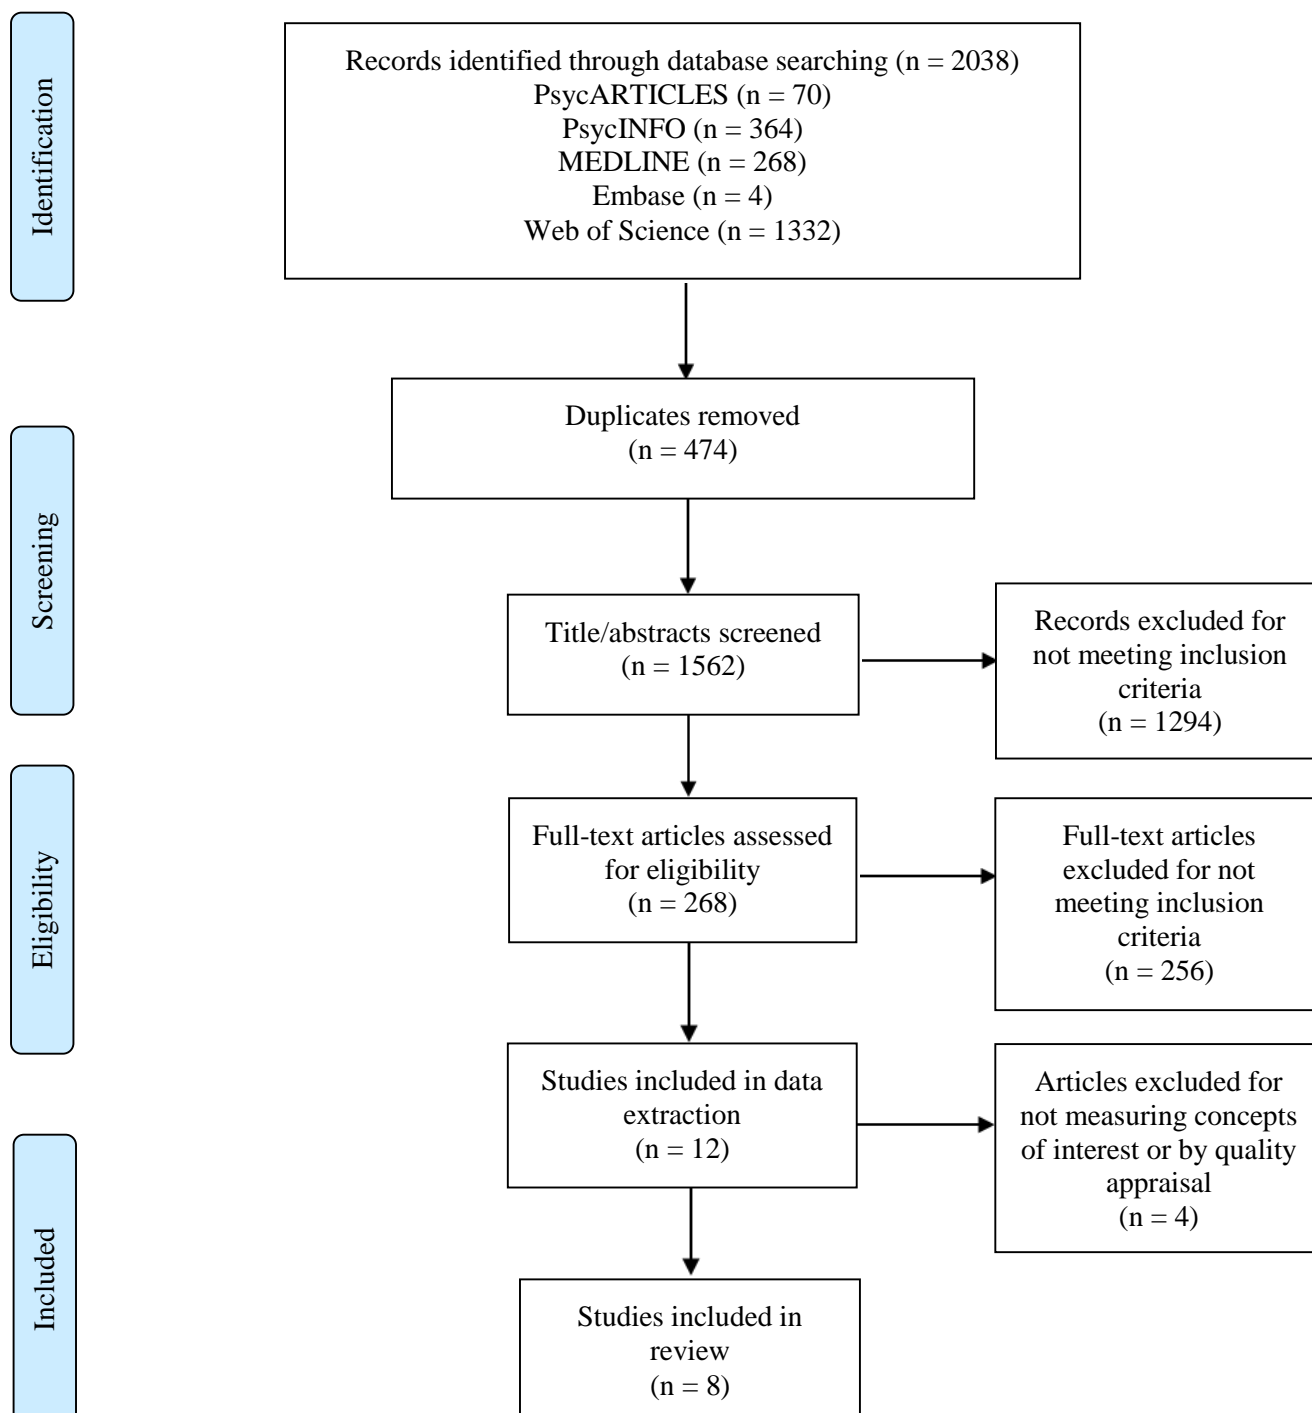 Identification
Records identified through database searching (n = 2038)
PsycARTICLES (n = 70)
PsycINFO (n = 364)
MEDLINE (n = 268)
Embase (n = 4)
Web of Science (n = 1332)
Screening
Duplicates removed
(n = 474)
Title/abstracts screened
(n = 1562)
Records excluded for
not meeting inclusion
criteria
(n = 1294)
Eligibility
Full-text articles assessed
for eligibility
(n = 268)
Full-text articles
excluded for not
meeting inclusion
criteria
(n = 256)
Studies included in data
extraction
(n = 12)
Articles excluded for
not measuring concepts
of interest or by quality
appraisal
(n = 4)
Included
Studies included in
review
(n = 8)